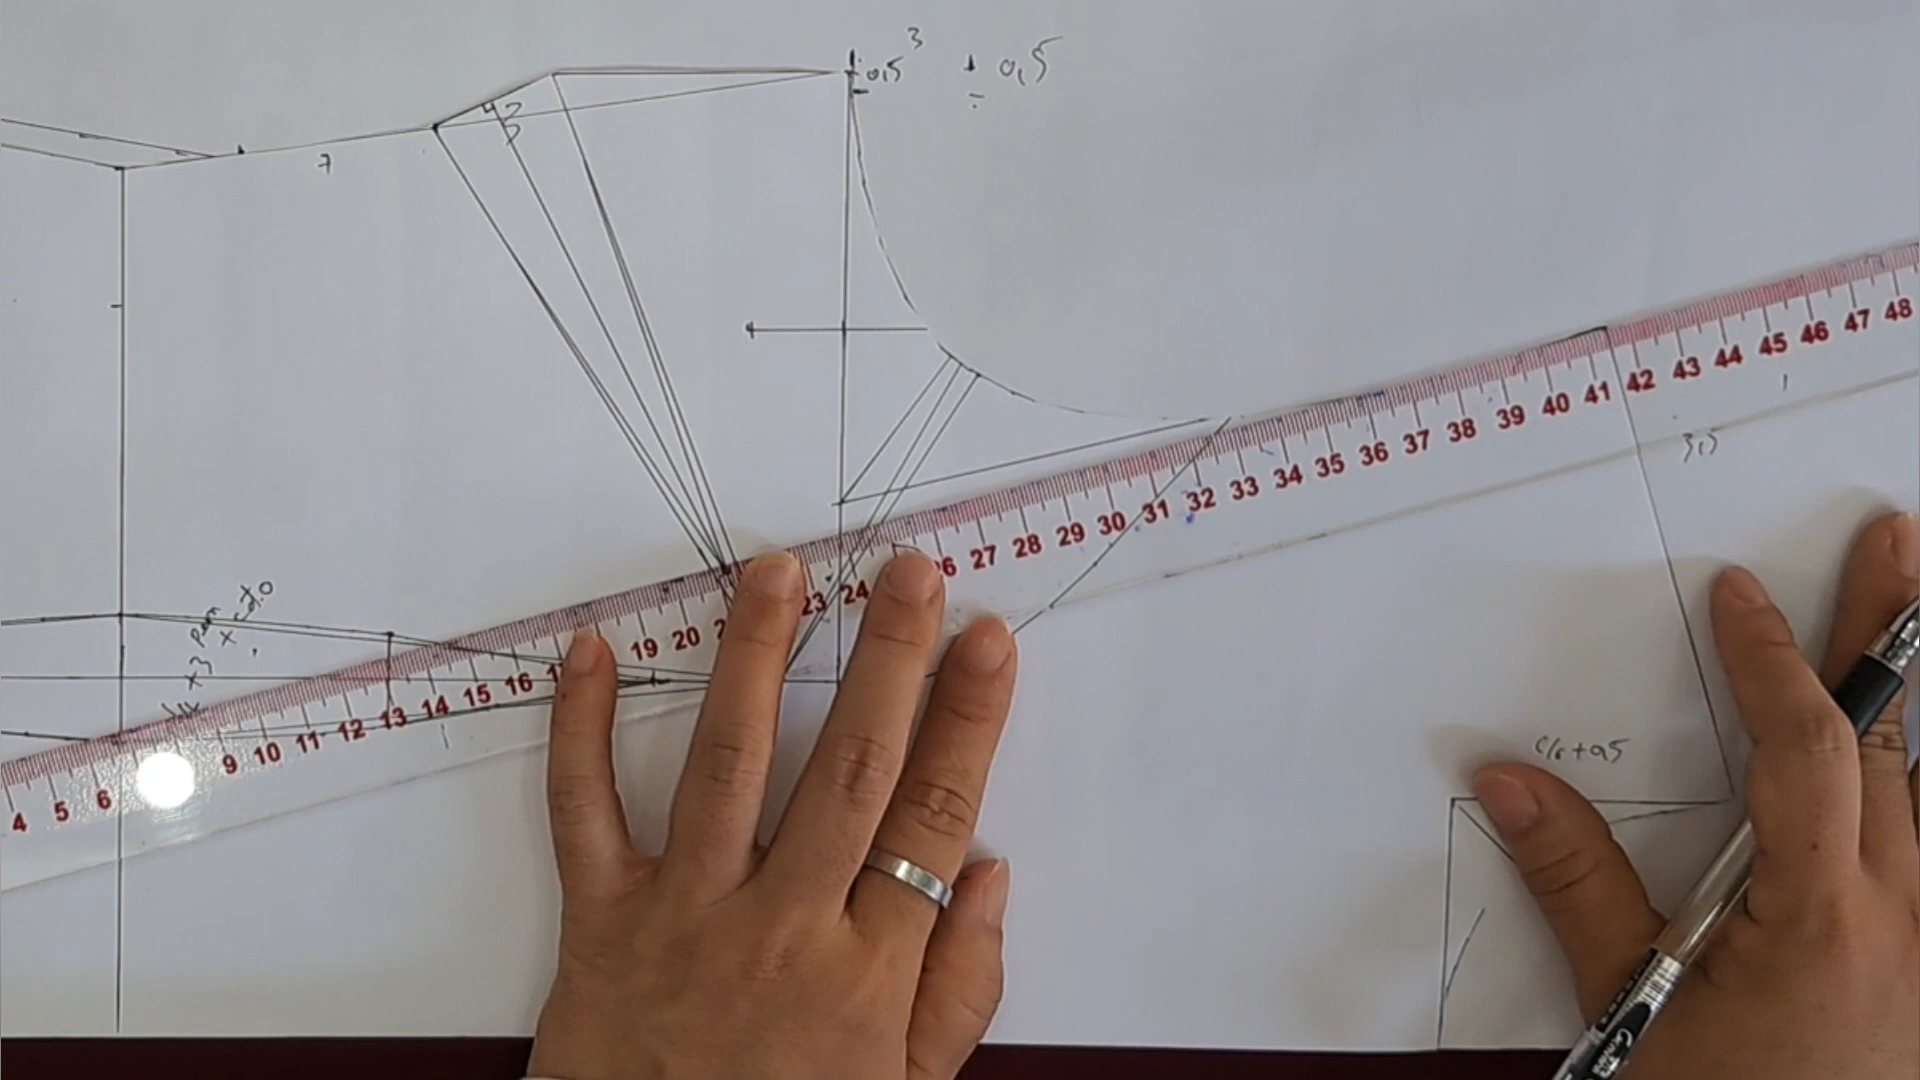 0,5 3 + 0,5
7
3,5
x3
c/6+0,5
4 5 6 9 10 11 12 13 14 15 16 19 20 23 24 26 27 28 29 30 31 32 33 34 35 36 37 38 39 40 41 42 43 44 45 46 47 48